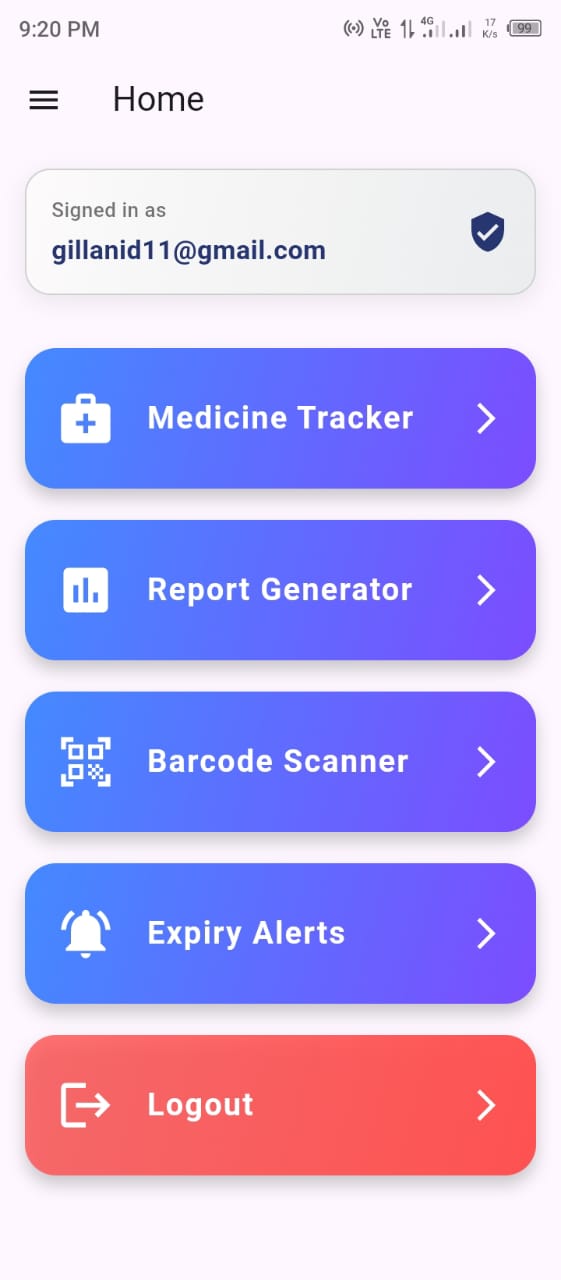 9:20 PM
Vo LTE 4G 17 K/s 99
Home
Signed in as
gillanid11@gmail.com
Medicine Tracker
Report Generator
Barcode Scanner
Expiry Alerts
Logout